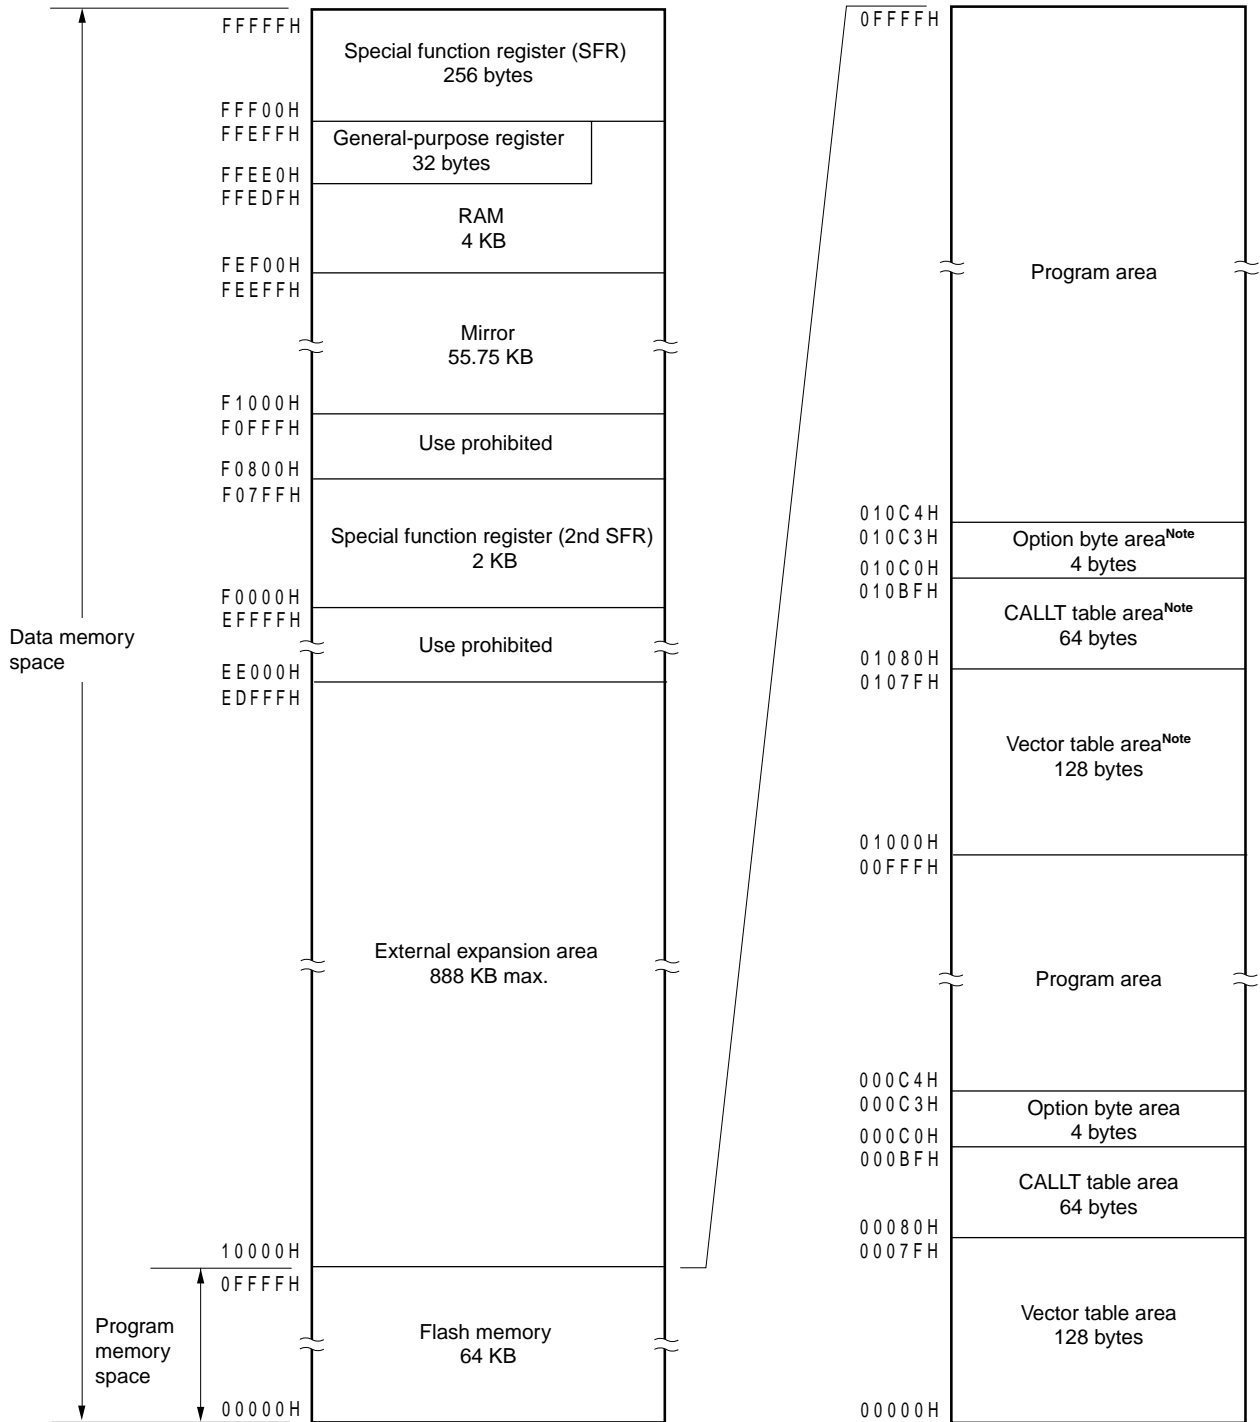 FFFFFH
Special function register (SFR)
256 bytes
FFF00H
FFEFFH
General-purpose register
32 bytes
FFEE0H
FFEDFH
RAM
4 KB
FEF00H
FEEFFH
Mirror
55.75 KB
F1000H
F0FFFH
Use prohibited
F0800H
F07FFH
Special function register (2nd SFR)
2 KB
F0000H
EFFFFH
Use prohibited
EE000H
EDFFFH
Data memory
space
External expansion area
888 KB max.
10000H
0FFFFH
Program
memory
space
Flash memory
64 KB
00000H
0FFFFH
Program area
010C4H
010C3H
Option byte areaNote
4 bytes
010C0H
010BFH
CALLT table areaNote
64 bytes
01080H
0107FH
Vector table areaNote
128 bytes
01000H
00FFFH
Program area
000C4H
000C3H
Option byte area
4 bytes
000C0H
000BFH
CALLT table area
64 bytes
00080H
0007FH
Vector table area
128 bytes
00000H